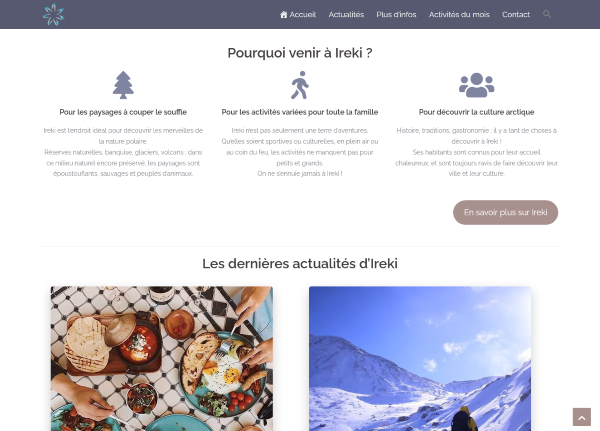 Accueil Actualités Plus d'infos Activités du mois Contact
Pourquoi venir à Ireki ?
Pour les paysages à couper le souffle
Ireki est l'endroit idéal pour découvrir les merveilles de
la nature polaire.
Réserves naturelles, banquise, glaciers, volcans : dans
ce milieu naturel encore préservé, les paysages sont
époustouflants, sauvages et peuplés d'animaux.
Pour les activités variées pour toute la famille
Ireki n'est pas seulement une terre d'aventures.
Qu'elles soient sportives ou culturelles, en plein air ou
au coin du feu, les activités ne manquent pas pour
petits et grands.
On ne s'ennuie jamais à Ireki !
Pour découvrir la culture arctique
Histoire, traditions, gastronomie : il y a tant de choses à
découvrir à Ireki !
Ses habitants sont connus pour leur accueil
chaleureux, et sont toujours ravis de faire découvrir leur
ville et leur culture.
En savoir plus sur Ireki
Les dernières actualités d'Ireki